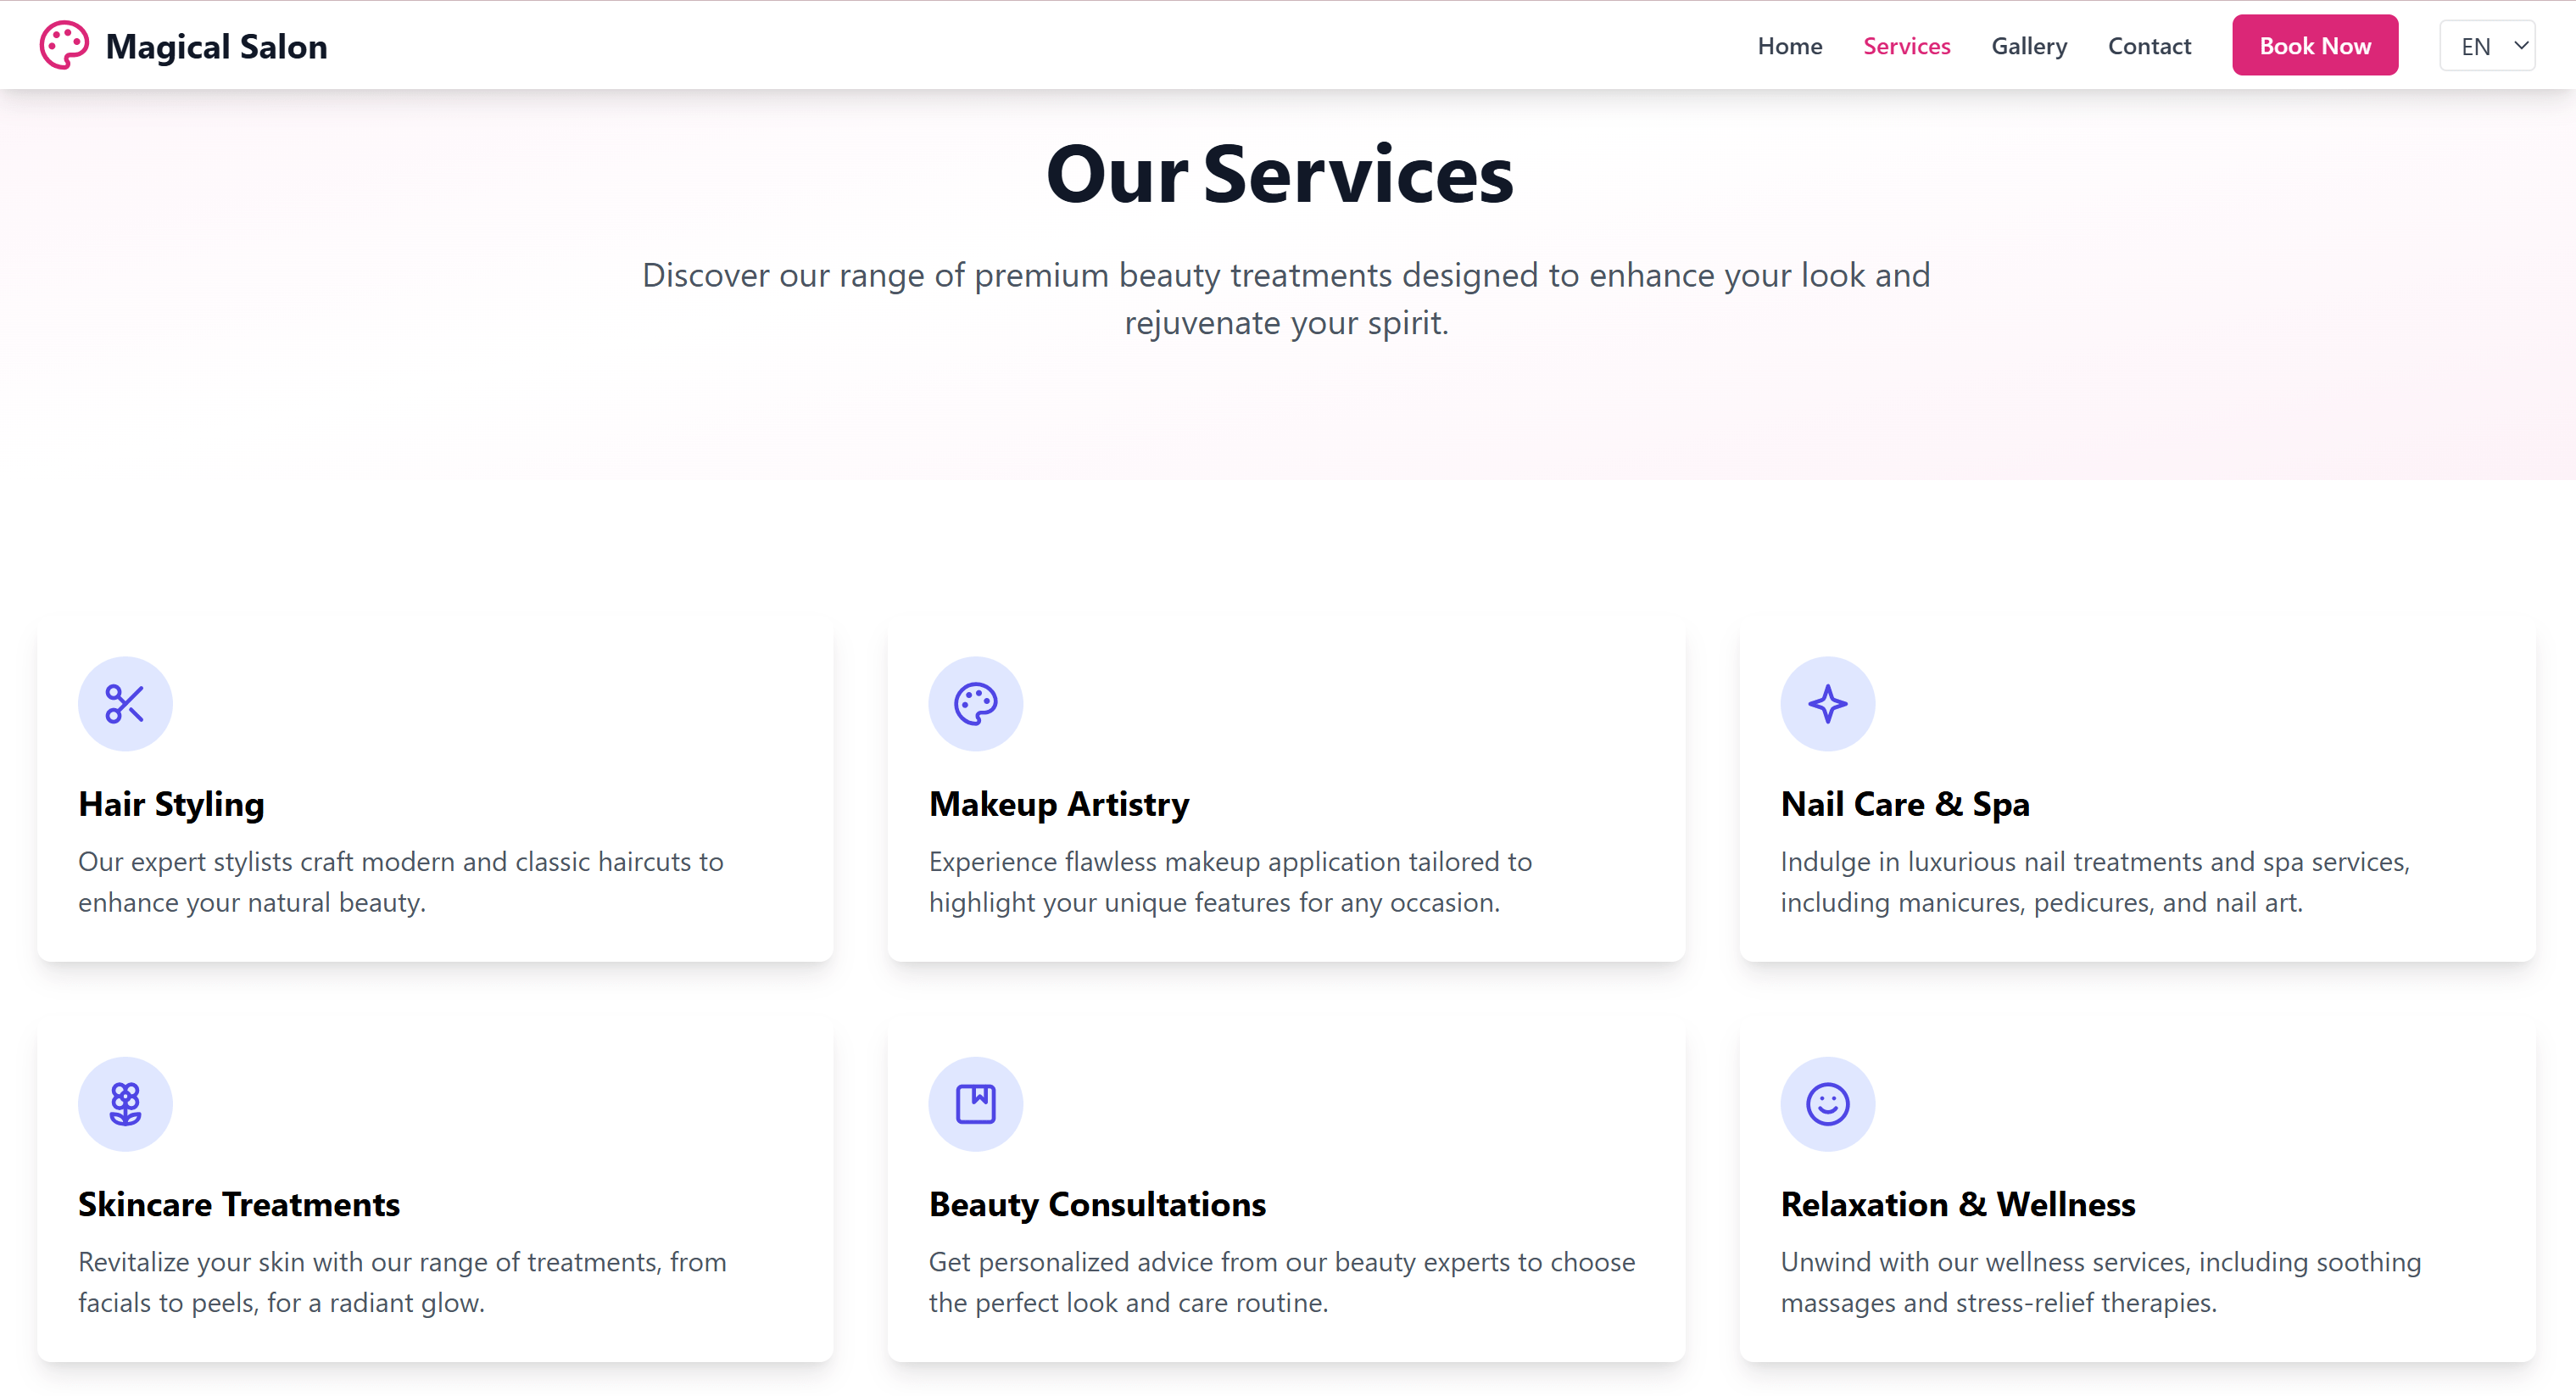 Magical Salon
Home
Services
Gallery
Contact
Book Now
EN
Our Services
Discover our range of premium beauty treatments designed to enhance your look and
rejuvenate your spirit.
Hair Styling
Our expert stylists craft modern and classic haircuts to
enhance your natural beauty.
Makeup Artistry
Experience flawless makeup application tailored to
highlight your unique features for any occasion.
Nail Care & Spa
Indulge in luxurious nail treatments and spa services,
including manicures, pedicures, and nail art.
Skincare Treatments
Revitalize your skin with our range of treatments, from
facials to peels, for a radiant glow.
Beauty Consultations
Get personalized advice from our beauty experts to choose
the perfect look and care routine.
Relaxation & Wellness
Unwind with our wellness services, including soothing
massages and stress-relief therapies.